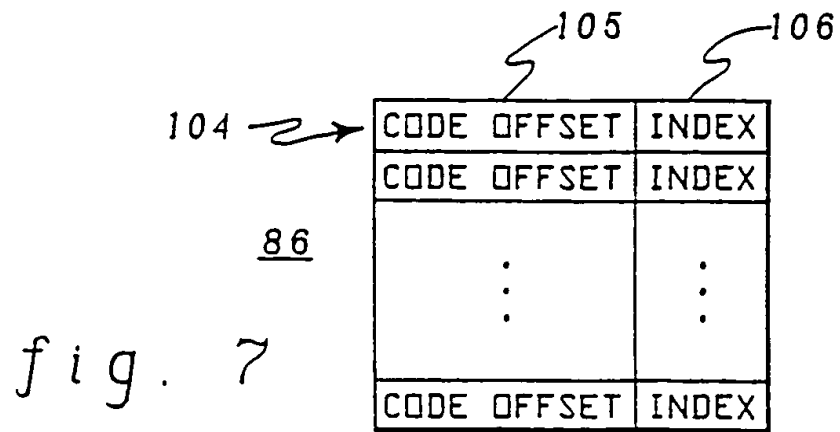 105 106
104 CODE OFFSET INDEX
CODE OFFSET INDEX
86
fig. 7
CODE OFFSET INDEX